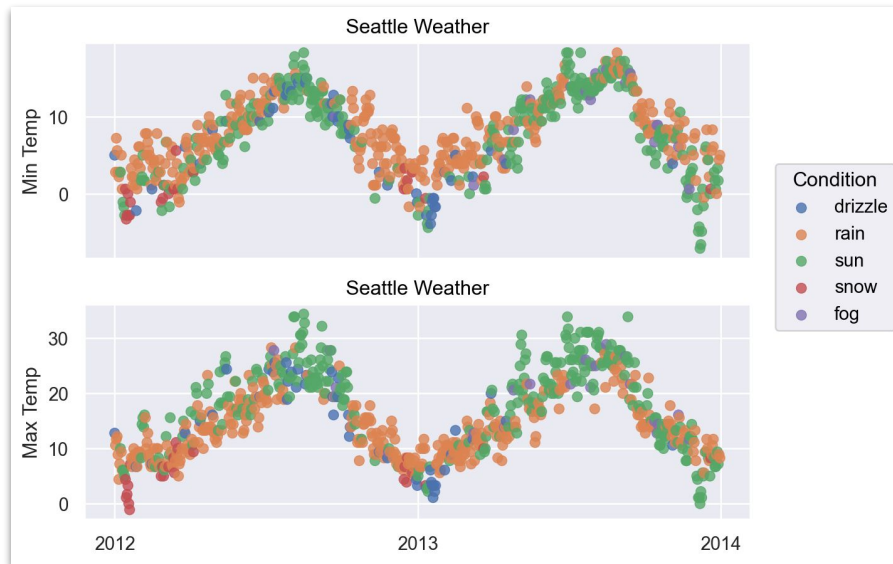 Seattle Weather
10
0
Min Temp
Seattle Weather
30
20
10
0
Max Temp
2012 2013 2014
Condition
drizzle
rain
sun
snow
fog